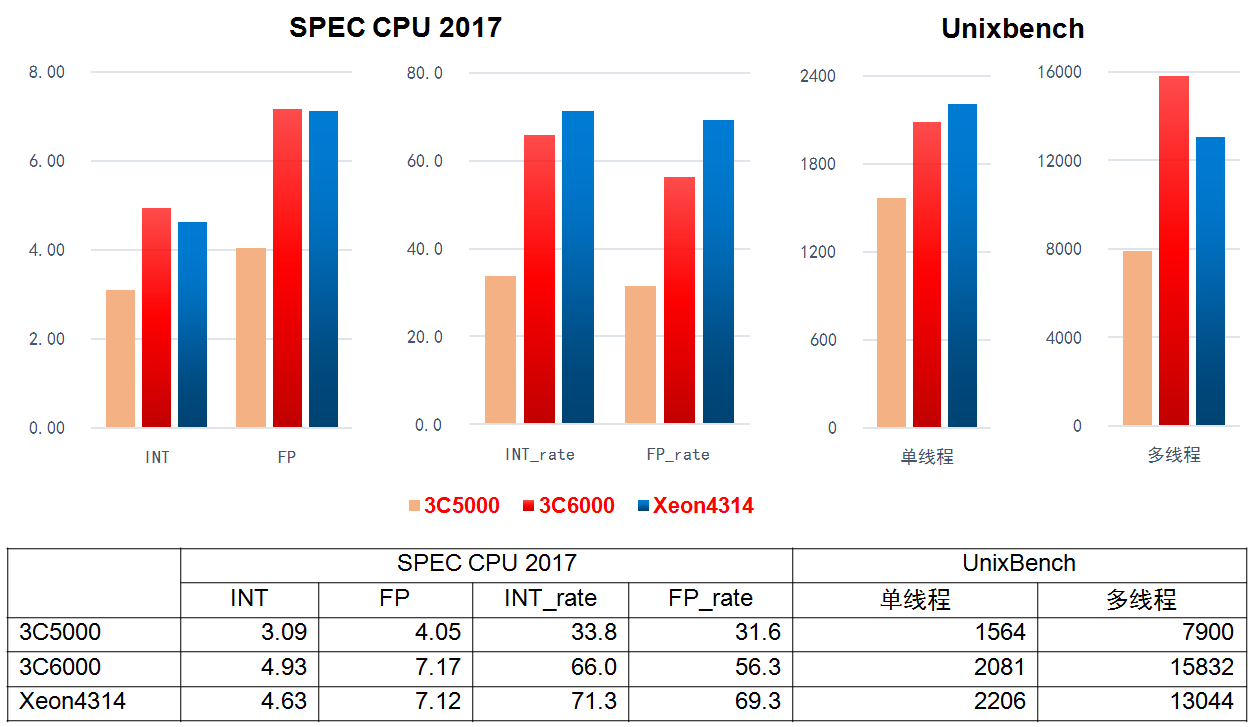 SPEC CPU 2017
Unixbench
8.00
6.00
4.00
2.00
0.00
INT
FP
80.0
60.0
40.0
20.0
0.0
INT_rate
FP_rate
2400
1800
1200
600
0
单线程
16000
12000
8000
4000
0
多线程
3C5000 3C6000 Xeon4314
SPEC CPU 2017 UnixBench
INT FP INT_rate FP_rate 单线程 多线程
3C5000 3.09 4.05 33.8 31.6 1564 7900
3C6000 4.93 7.17 66.0 56.3 2081 15832
Xeon4314 4.63 7.12 71.3 69.3 2206 13044